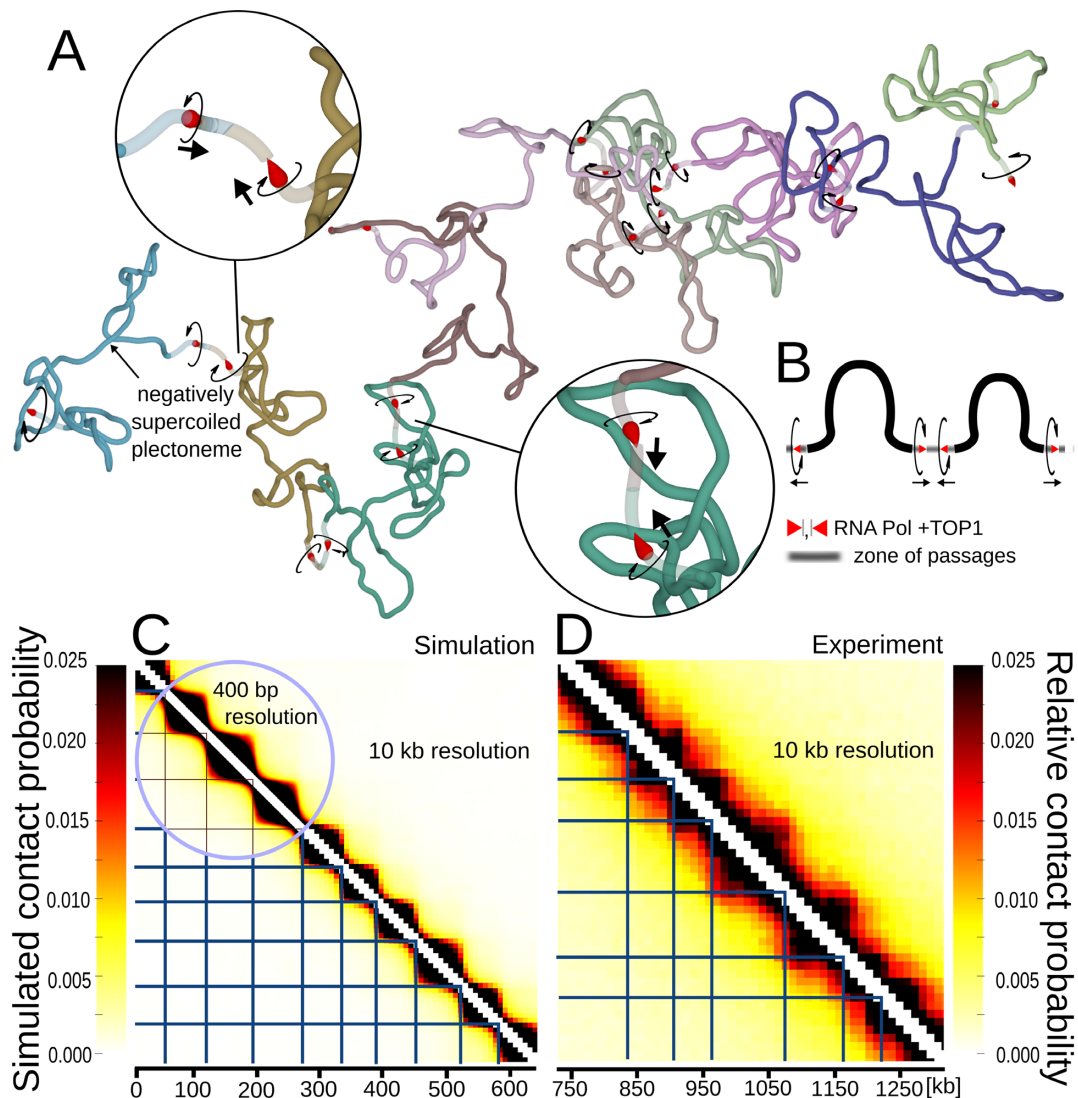 A
negatively
supercoiled
plectoneme
B
RNA Pol +TOP1
zone of passages
C
Simulation
400 bp
resolution
10 kb resolution
Simulated contact probability
0.025
0.020
0.015
0.010
0.005
0.000
0 100 200 300 400 500 600
D
Experiment
10 kb resolution
Relative contact probability
0.025
0.020
0.015
0.010
0.005
0.000
750 850 950 1050 1150 1250 [kb]